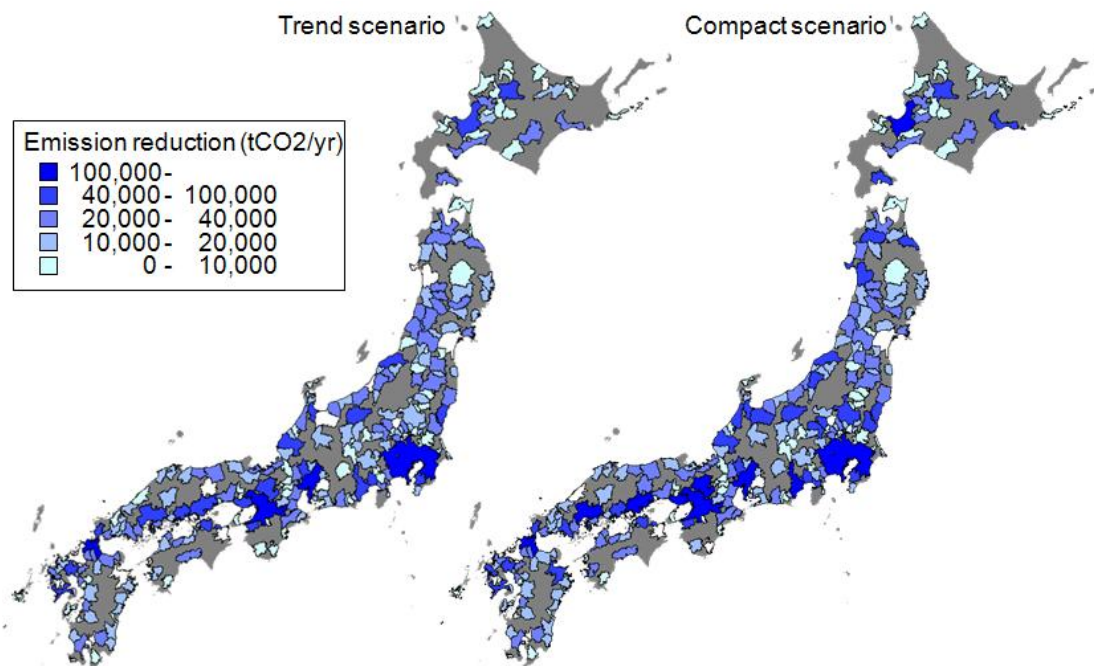 Trend scenario
Compact scenario
Emission reduction (tCO2/yr)
100,000-
40,000 - 100,000
20,000 - 40,000
10,000 - 20,000
0 - 10,000